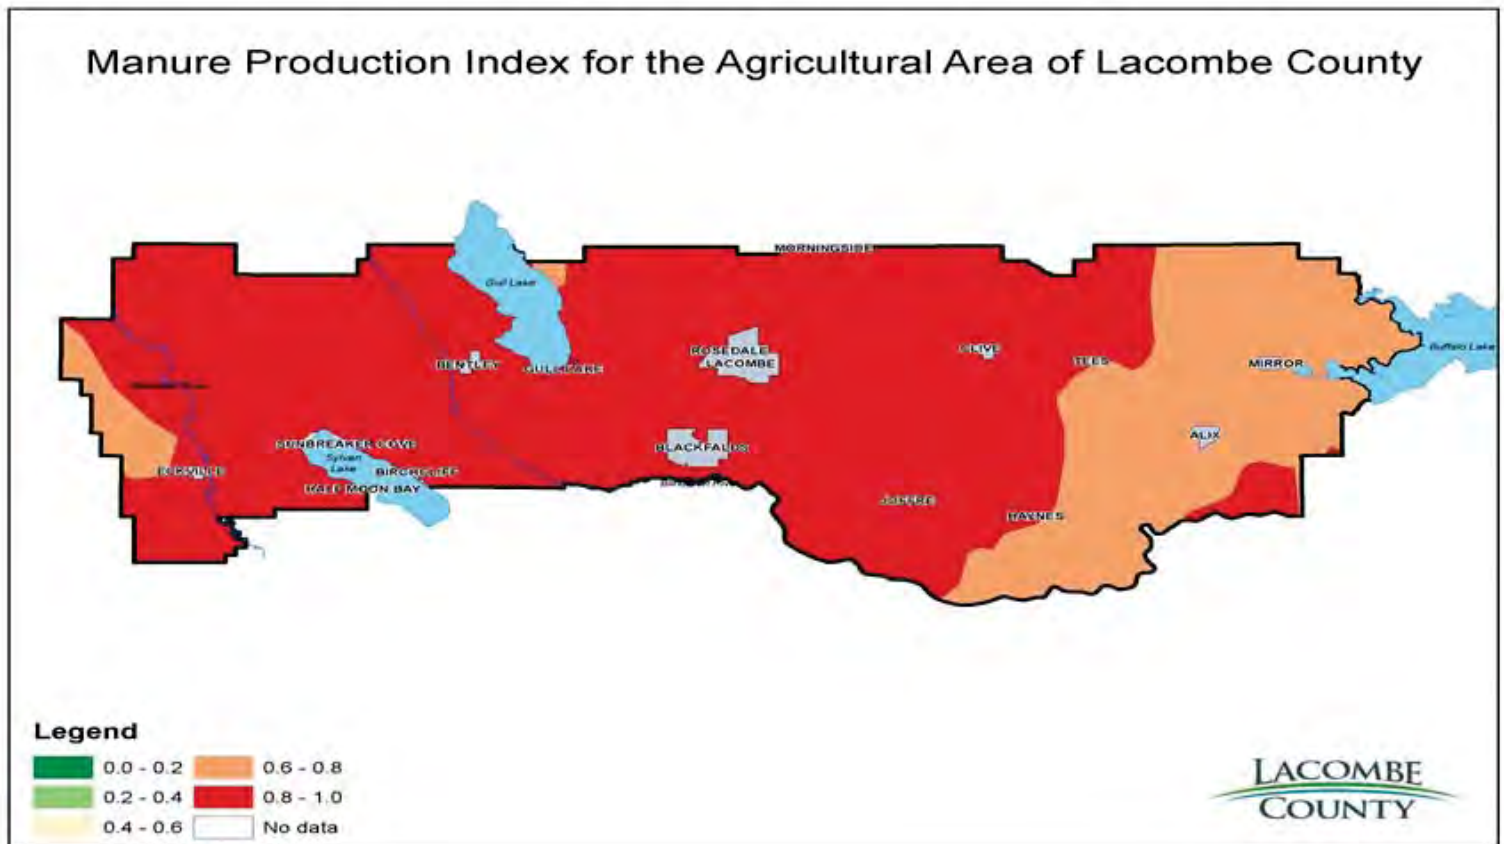 Manure Production Index for the Agricultural Area of Lacombe County
MORNINGSIDE
Gull Lake
Buffalo Lake
ROSEDALE
LACOMBE
CLIVE
BENTLEY
GULL LAKE
TEES
MIRROR
ALIX
SUNBREAKER COVE
BLACKFALDS
Sylvan
Lake
BIRCHCLIFF
ECKVILLE
HALF MOON BAY
JOFFRE
HAYNES
Legend
0.0 - 0.2
0.6 - 0.8
0.2 - 0.4
0.8 - 1.0
0.4 - 0.6
No data
LACOMBE
COUNTY